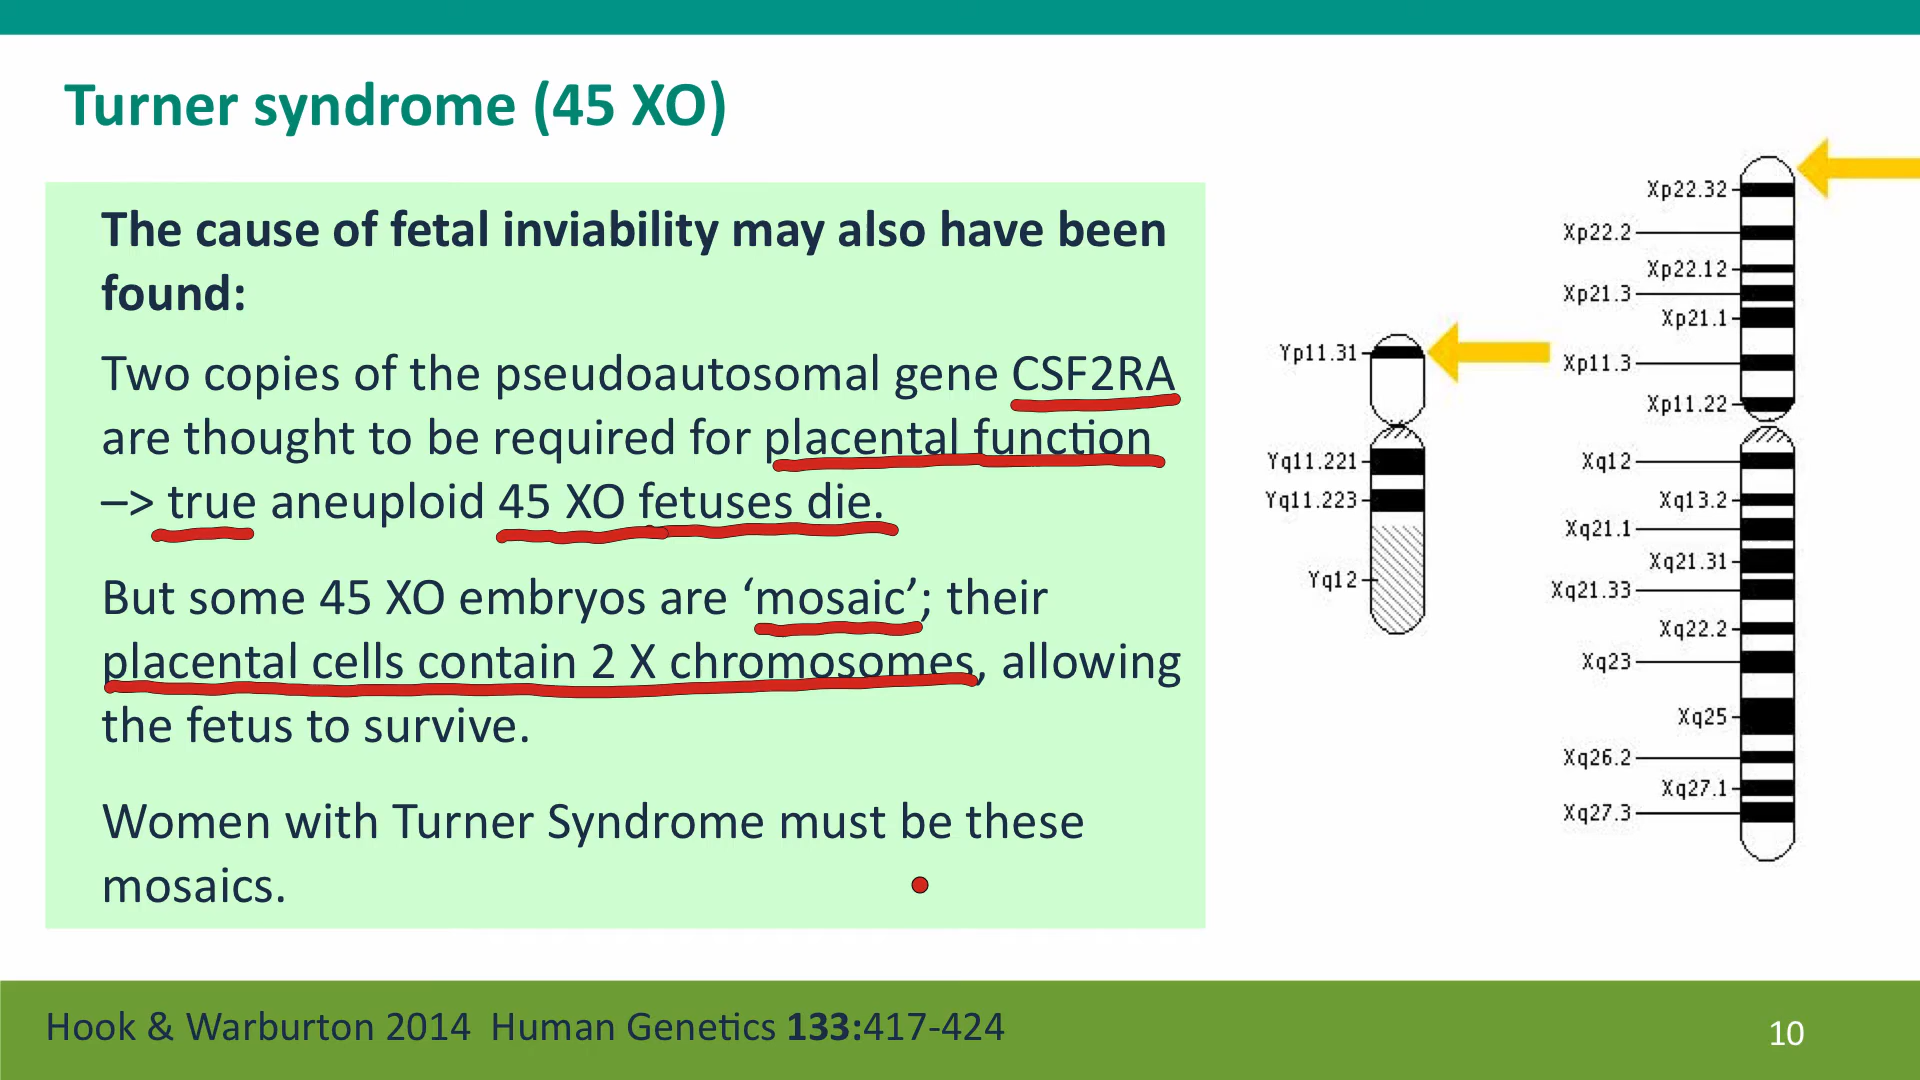 Turner syndrome (45 XO)
The cause of fetal inviability may also have been
found:
Two copies of the pseudoautosomal gene CSF2RA
are thought to be required for placental function
–> true aneuploid 45 XO fetuses die.
But some 45 XO embryos are ‘mosaic’; their
placental cells contain 2 X chromosomes, allowing
the fetus to survive.
Women with Turner Syndrome must be these
mosaics.
Yp11.31
Yq11.221
Yq11.223
Yq12
Xp22.32
Xp22.2
Xp22.12
Xp21.3
Xp21.1
Xp11.3
Xp11.22
Xq12
Xq13.2
Xq21.1
Xq21.31
Xq21.33
Xq22.2
Xq23
Xq25
Xq26.2
Xq27.1
Xq27.3
Hook & Warburton 2014 Human Genetics 133:417-424
10